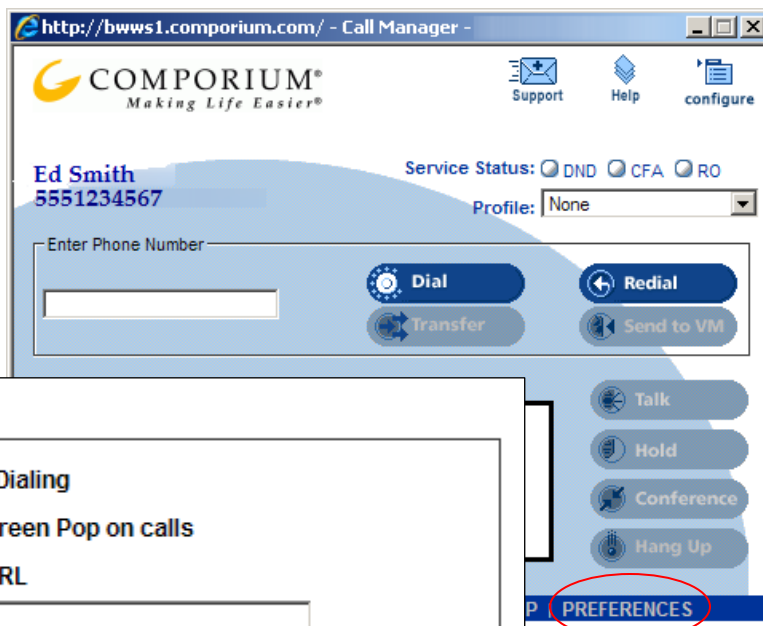 http://bwws1.comporium.com/ - Call Manager -
COMPORIUM®
Making Life Easier®
Support Help configure
Ed Smith
5551234567
Service Status: DND CFA RO
Profile: None
Enter Phone Number
Dial Redial
Transfer Send to VM
Talk
Hold
Conference
Hang Up
Dialing
reen Pop on calls
RL
P | PREFERENCES